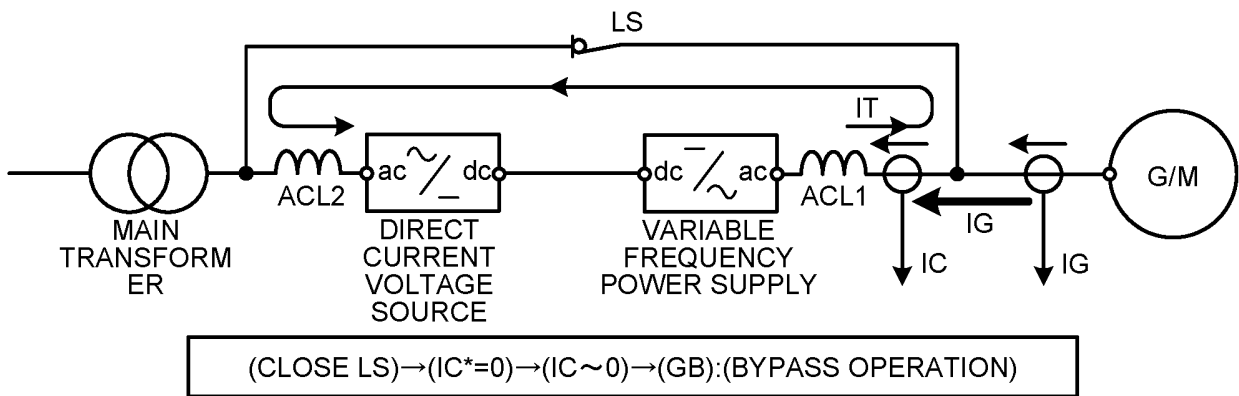 LS
IT
ac
dc
dc
ac
G/M
ACL2
ACL1
IG
IC
IG
MAIN
TRANSFORM
ER
DIRECT
CURRENT
VOLTAGE
SOURCE
VARIABLE
FREQUENCY
POWER SUPPLY
(CLOSE LS)→(IC*=0)→(IC~0)→(GB):(BYPASS OPERATION)